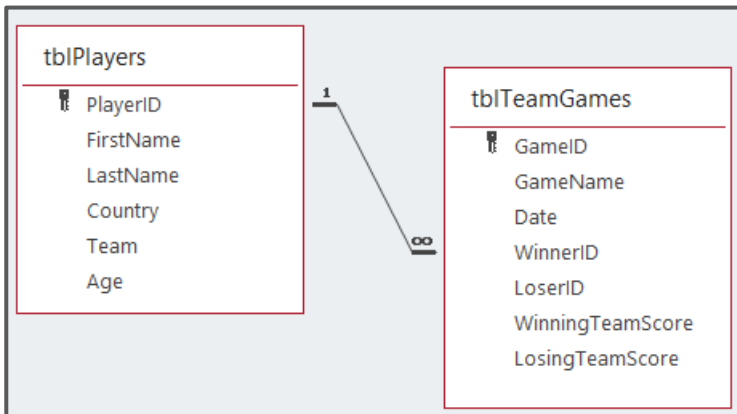 tblPlayers
PlayerID
FirstName
LastName
Country
Team
Age
1
∞
tblTeamGames
GameID
GameName
Date
WinnerID
LoserID
WinningTeamScore
LosingTeamScore